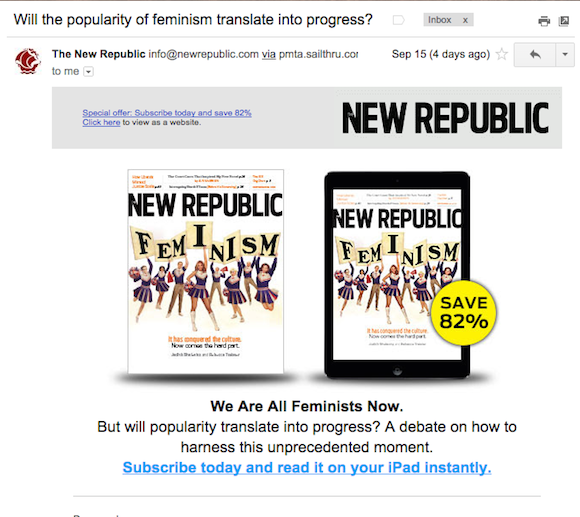 Will the popularity of feminism translate into progress?
Inbox x
The New Republic info@newrepublic.com via pmta.sailthru.cor
Sep 15 (4 days ago)
to me
Special offer: Subscribe today and save 82%
Click here to view as a website.
NEW REPUBLIC
NEW REPUBLIC
FEMINISM
It has conquered the culture.
Now comes the hard part.
NEW REPUBLIC
FEMINISM
It has conquered the culture.
Now comes the hard part.
SAVE
82%
We Are All Feminists Now.
But will popularity translate into progress? A debate on how to
harness this unprecedented moment.
Subscribe today and read it on your iPad instantly.